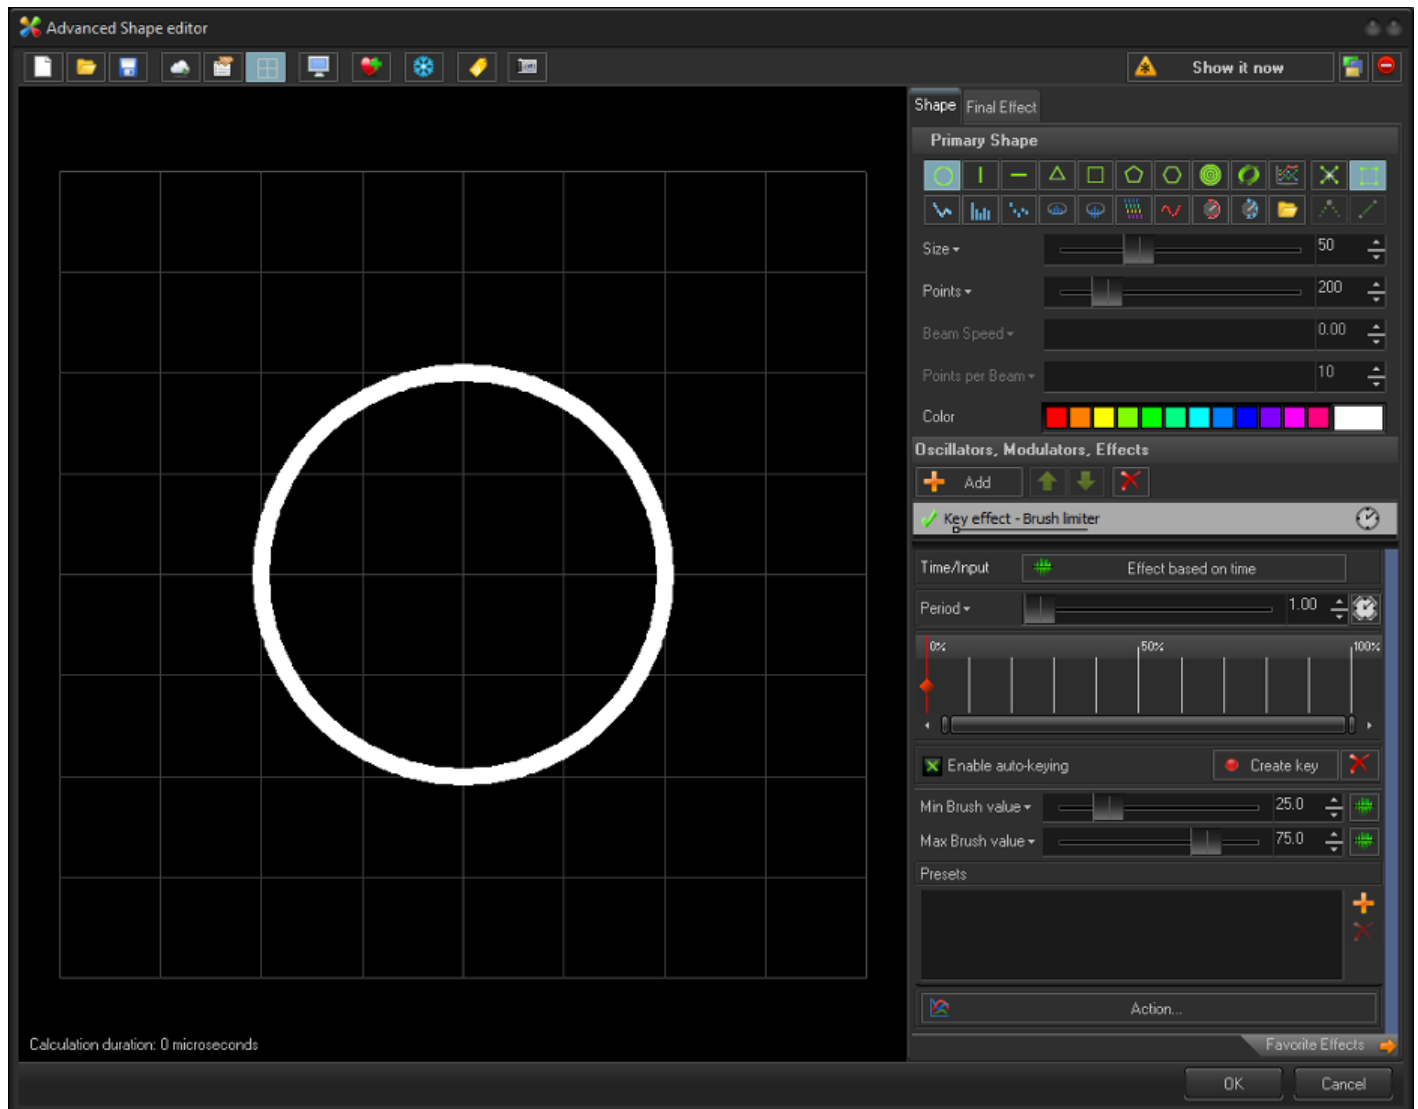 Advanced Shape editor
Show it now
Shape Final Effect
Primary Shape
Size 50
Points 200
Beam Speed 0.00
Points per Beam 10
Color
Oscillators, Modulators, Effects
Add
Key effect - Brush limiter
Time/Input Effect based on time
Period 1.00
0% 50% 100%
Enable auto-keying Create key
Min Brush value 25.0
Max Brush value 75.0
Presets
Action...
Calculation duration: 0 microseconds
Favorite Effects
OK Cancel